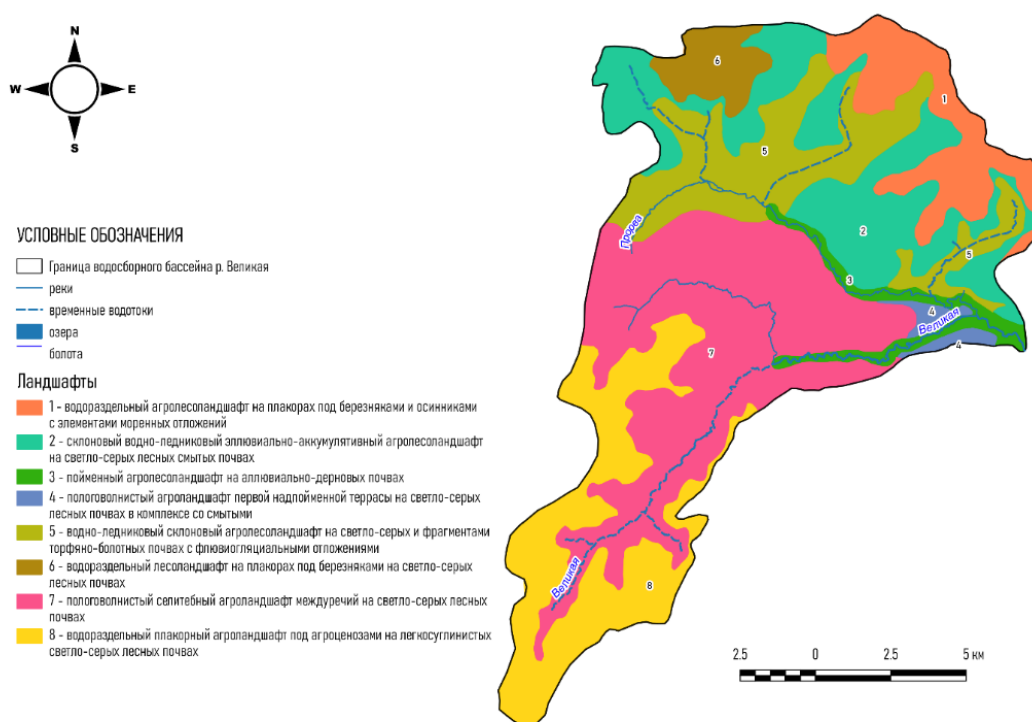 N
W E
S
УСЛОВНЫЕ ОБОЗНАЧЕНИЯ
Граница водосборного бассейна р. Великая
реки
временные водотоки
озера
болота
Ландшафты
1 - водораздельный агролесоландшафт на плакорах под березняками и осинниками
с элементами моренных отложений
2 - склоновый водно-ледниковый эллювиально-аккумулятивный агролесоландшафт
на светло-серых лесных смытых почвах
3 - пойменный агролесоландшафт на аллювиально-дерновых почвах
4 - пологоволнистый агроландшафт первой надпойменной террасы на светло-серых
лесных почвах в комплексе со смытыми
5 - водно-ледниковый склоновый агролесоландшафт на светло-серых и фрагментами
торфяно-болотных почвах с флювиогляциальными отложениями
6 - водораздельный лесоландшафт на плакорах под березняками на светло-серых
лесных почвах
7 - пологоволнистый селитебный агроландшафт междуречий на светло-серых лесных
почвах
8 - водораздельный плакорный агроландшафт под агроценозами на легкосуглинистых
светло-серых лесных почвах
6
1
5
2
Прорва
5
3
4
Великая
4
7
Великая
8
2.5 0 2.5 5 км